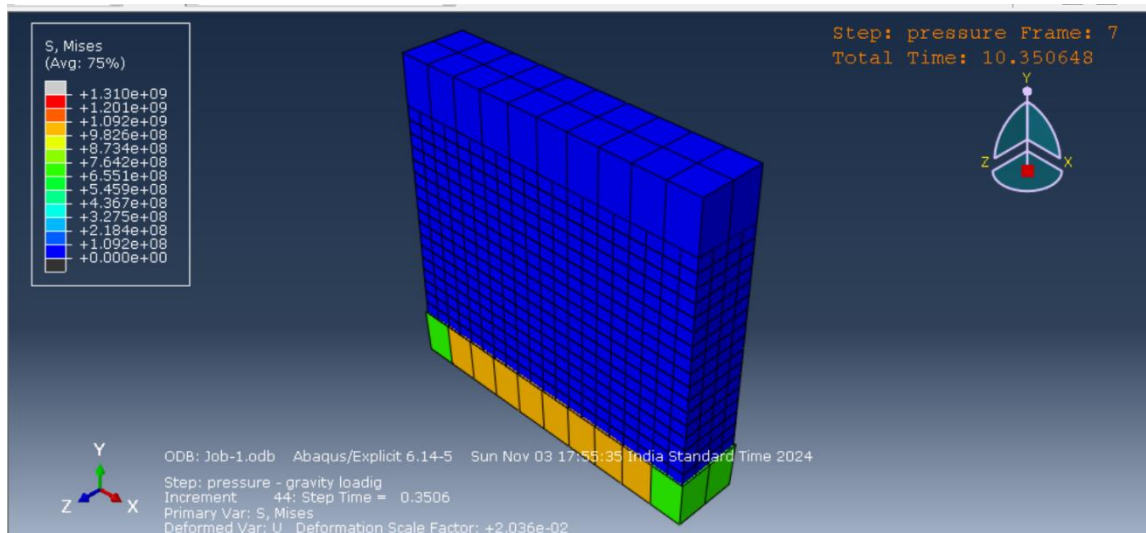 S, Mises
(Avg: 75%)
+1.310e+09
+1.201e+09
+1.092e+09
+9.826e+08
+8.734e+08
+7.642e+08
+6.551e+08
+5.459e+08
+4.367e+08
+3.275e+08
+2.184e+08
+1.092e+08
+0.000e+00
Step: pressure Frame: 7
Total Time: 10.350648
Y
Z X
Y
Z X
ODB: Job-1.odb Abaqus/Explicit 6.14-5 Sun Nov 03 17:55:35 India Standard Time 2024
Step: pressure - gravity loadig
Increment 44: Step Time = 0.3506
Primary Var: S, Mises
Deformed Var: U Deformation Scale Factor: +2.036e-02